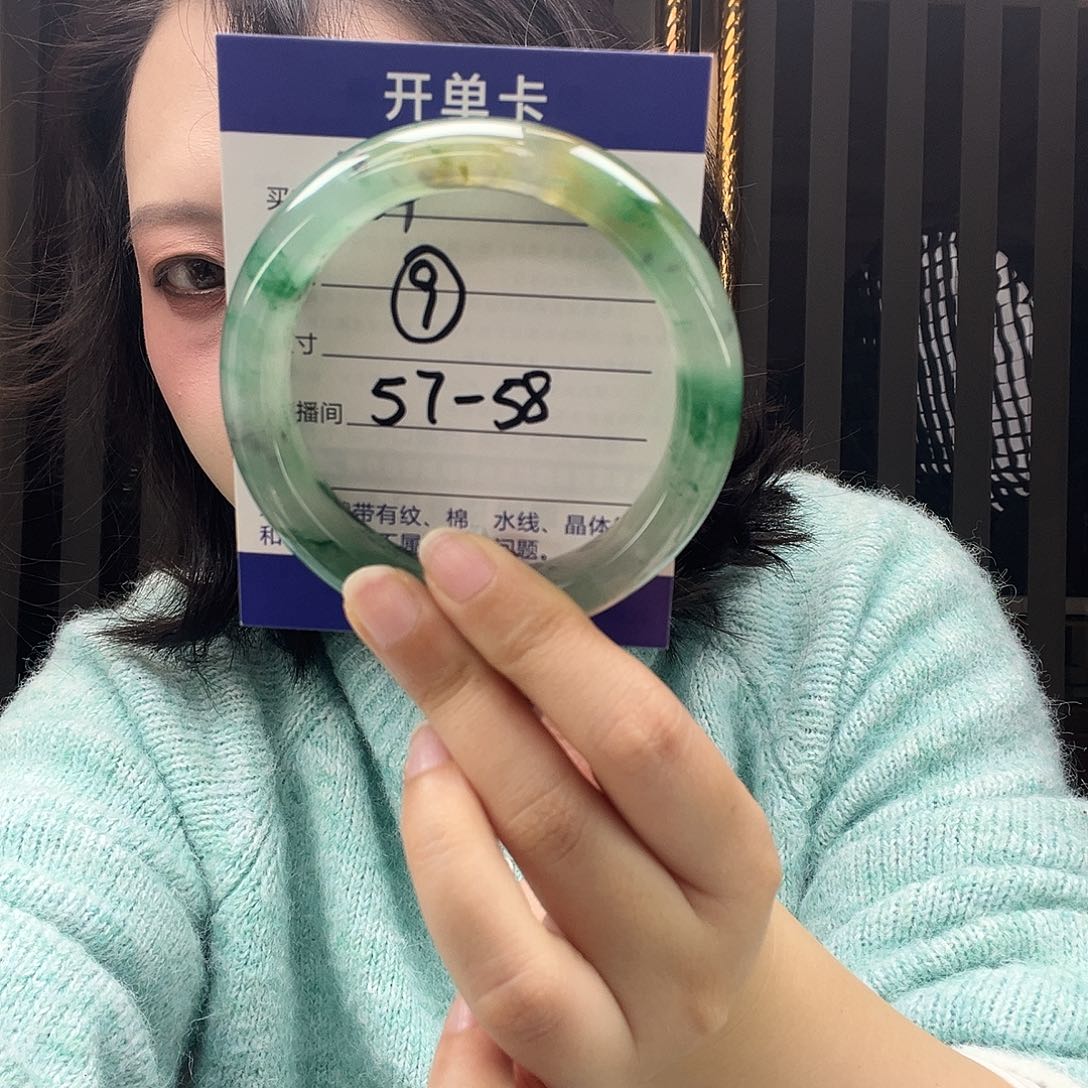 开单卡
买
9
寸
播间 57-58
带有纹、棉、水线、晶体
和 属 问题。